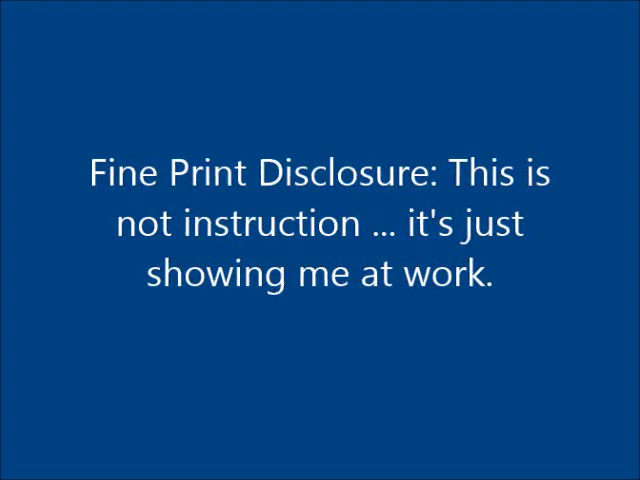 Fine Print Disclosure: This is
not instruction ... it's just
showing me at work.